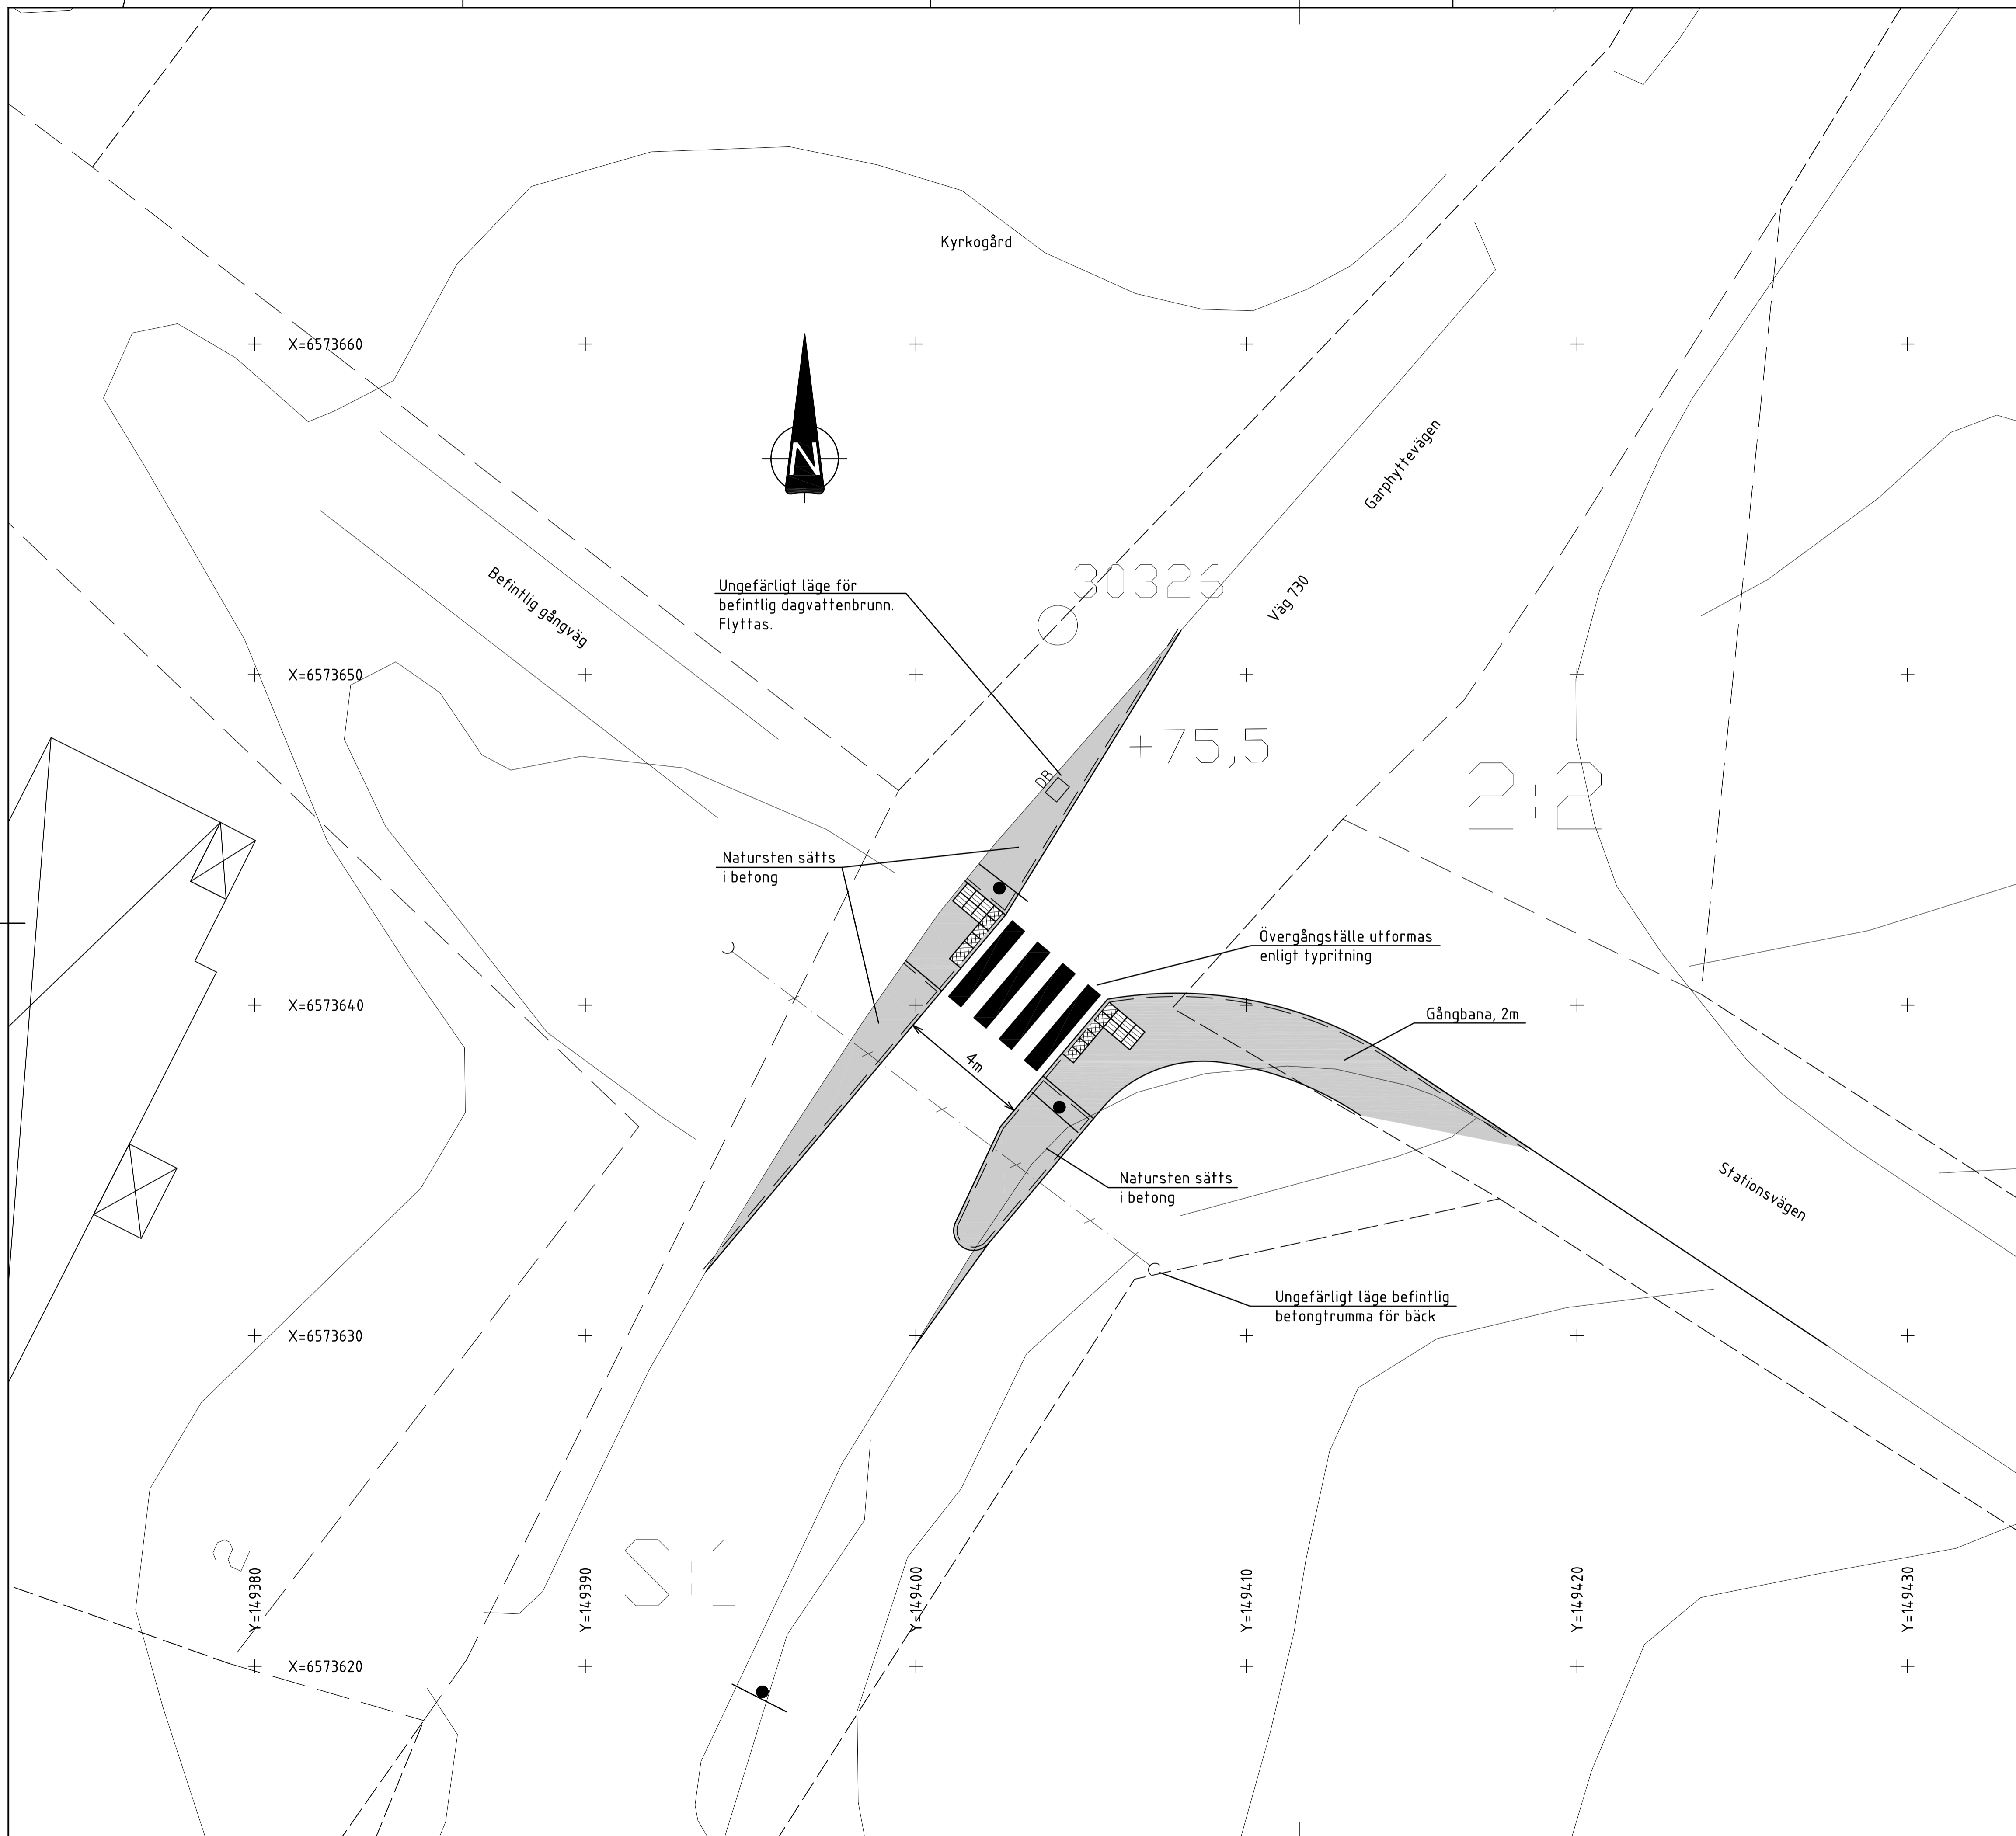 Kyrkogård
X=6573660
N
Garphyttevägen
Befintlig gångväg
Ungefärligt läge för
befintlig dagvattenbrunn.
Flyttas.
30326
Väg 730
X=6573650
+75,5
DB
2:2
Natursten sätts
i betong
Övergångställe utformas
enligt typritning
X=6573640
Gångbana, 2m
4m
Natursten sätts
i betong
Stationsvägen
Ungefärligt läge befintlig
betongtrumma för bäck
X=6573630
S:1
2
Y=149380
Y=149390
Y=149400
Y=149410
Y=149420
Y=149430
X=6573620